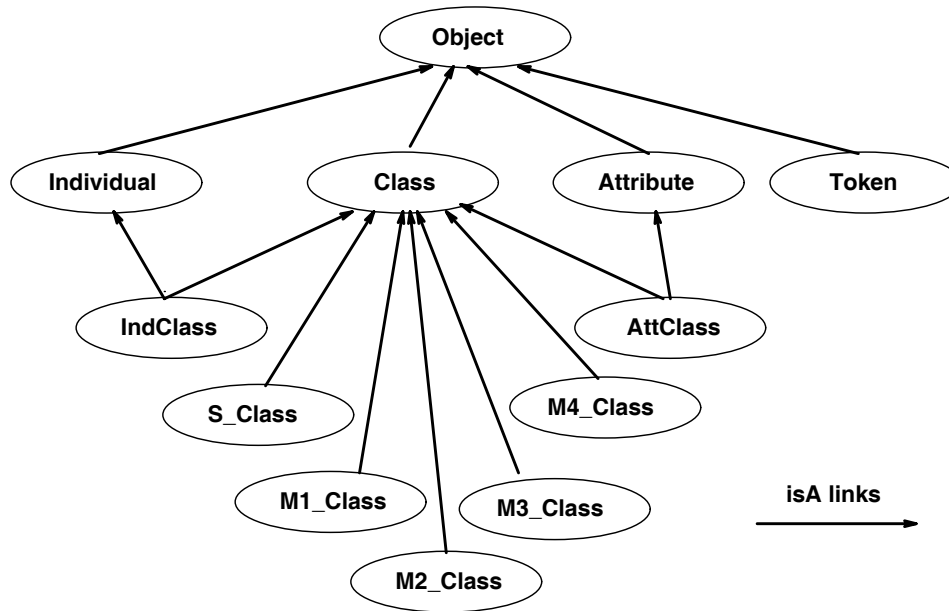 Object
Individual
Class
Attribute
Token
IndClass
AttClass
S_Class
M4_Class
M1_Class
M3_Class
isA links
M2_Class